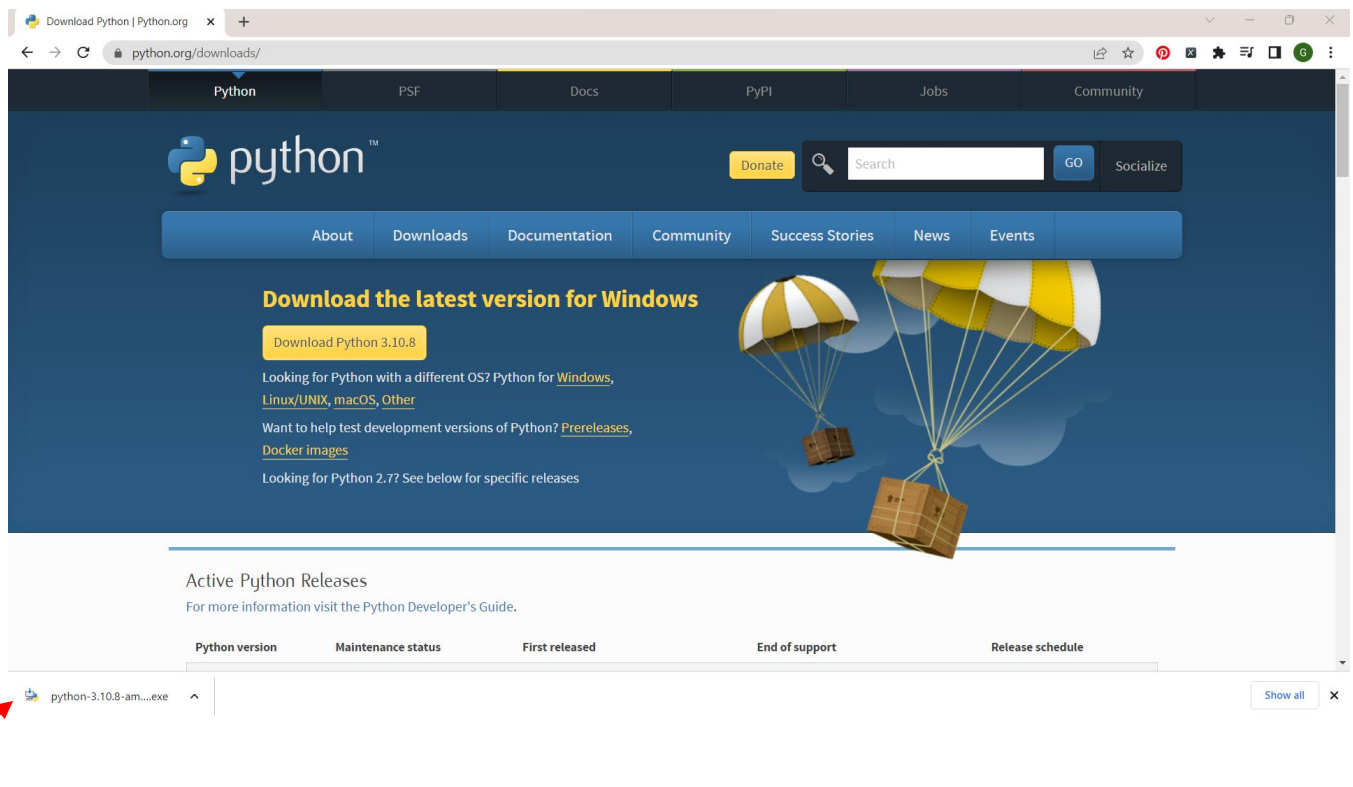 Download Python | Python.org
python.org/downloads/
G
Python PSF Docs PyPI Jobs Community
python™
Donate Search GO Socialize
About Downloads Documentation Community Success Stories News Events
Download the latest version for Windows
Download Python 3.10.8
Looking for Python with a different OS? Python for Windows,
Linux/UNIX, macOS, Other
Want to help test development versions of Python? Prereleases,
Docker images
Looking for Python 2.7? See below for specific releases
Active Python Releases
For more information visit the Python Developer's Guide.
Python version Maintenance status First released End of support Release schedule
python-3.10.8-am....exe Show all